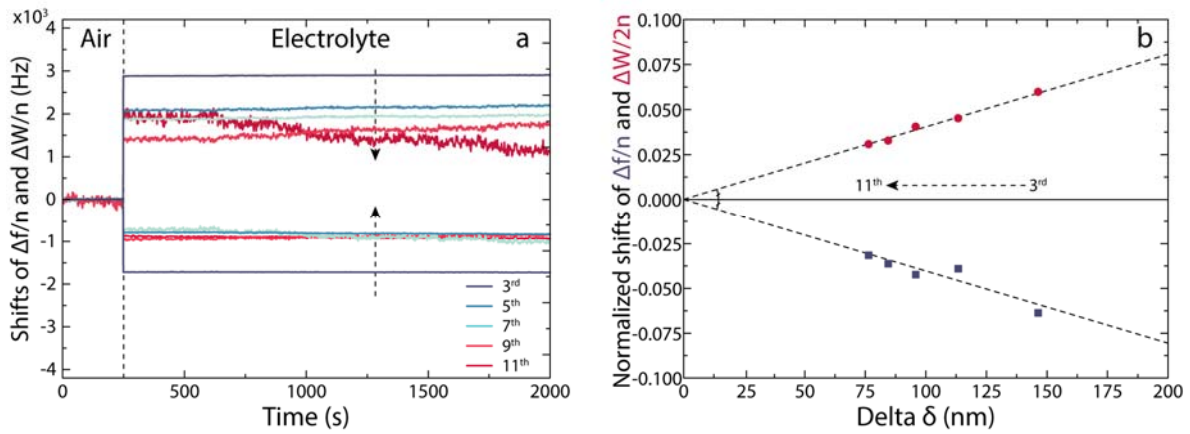 x10³
Air
Electrolyte
a
Shifts of Δf/n and ΔW/n (Hz)
4
3
2
1
0
-1
-2
-3
-4
3rd
5th
7th
9th
11th
0
500
1000
1500
2000
Time (s)
b
Normalized shifts of Δf/n and ΔW/2n
0.100
0.075
0.050
0.025
0.000
-0.025
-0.050
-0.075
-0.100
11th
3rd
0
25
50
75
100
125
150
175
200
Delta δ (nm)